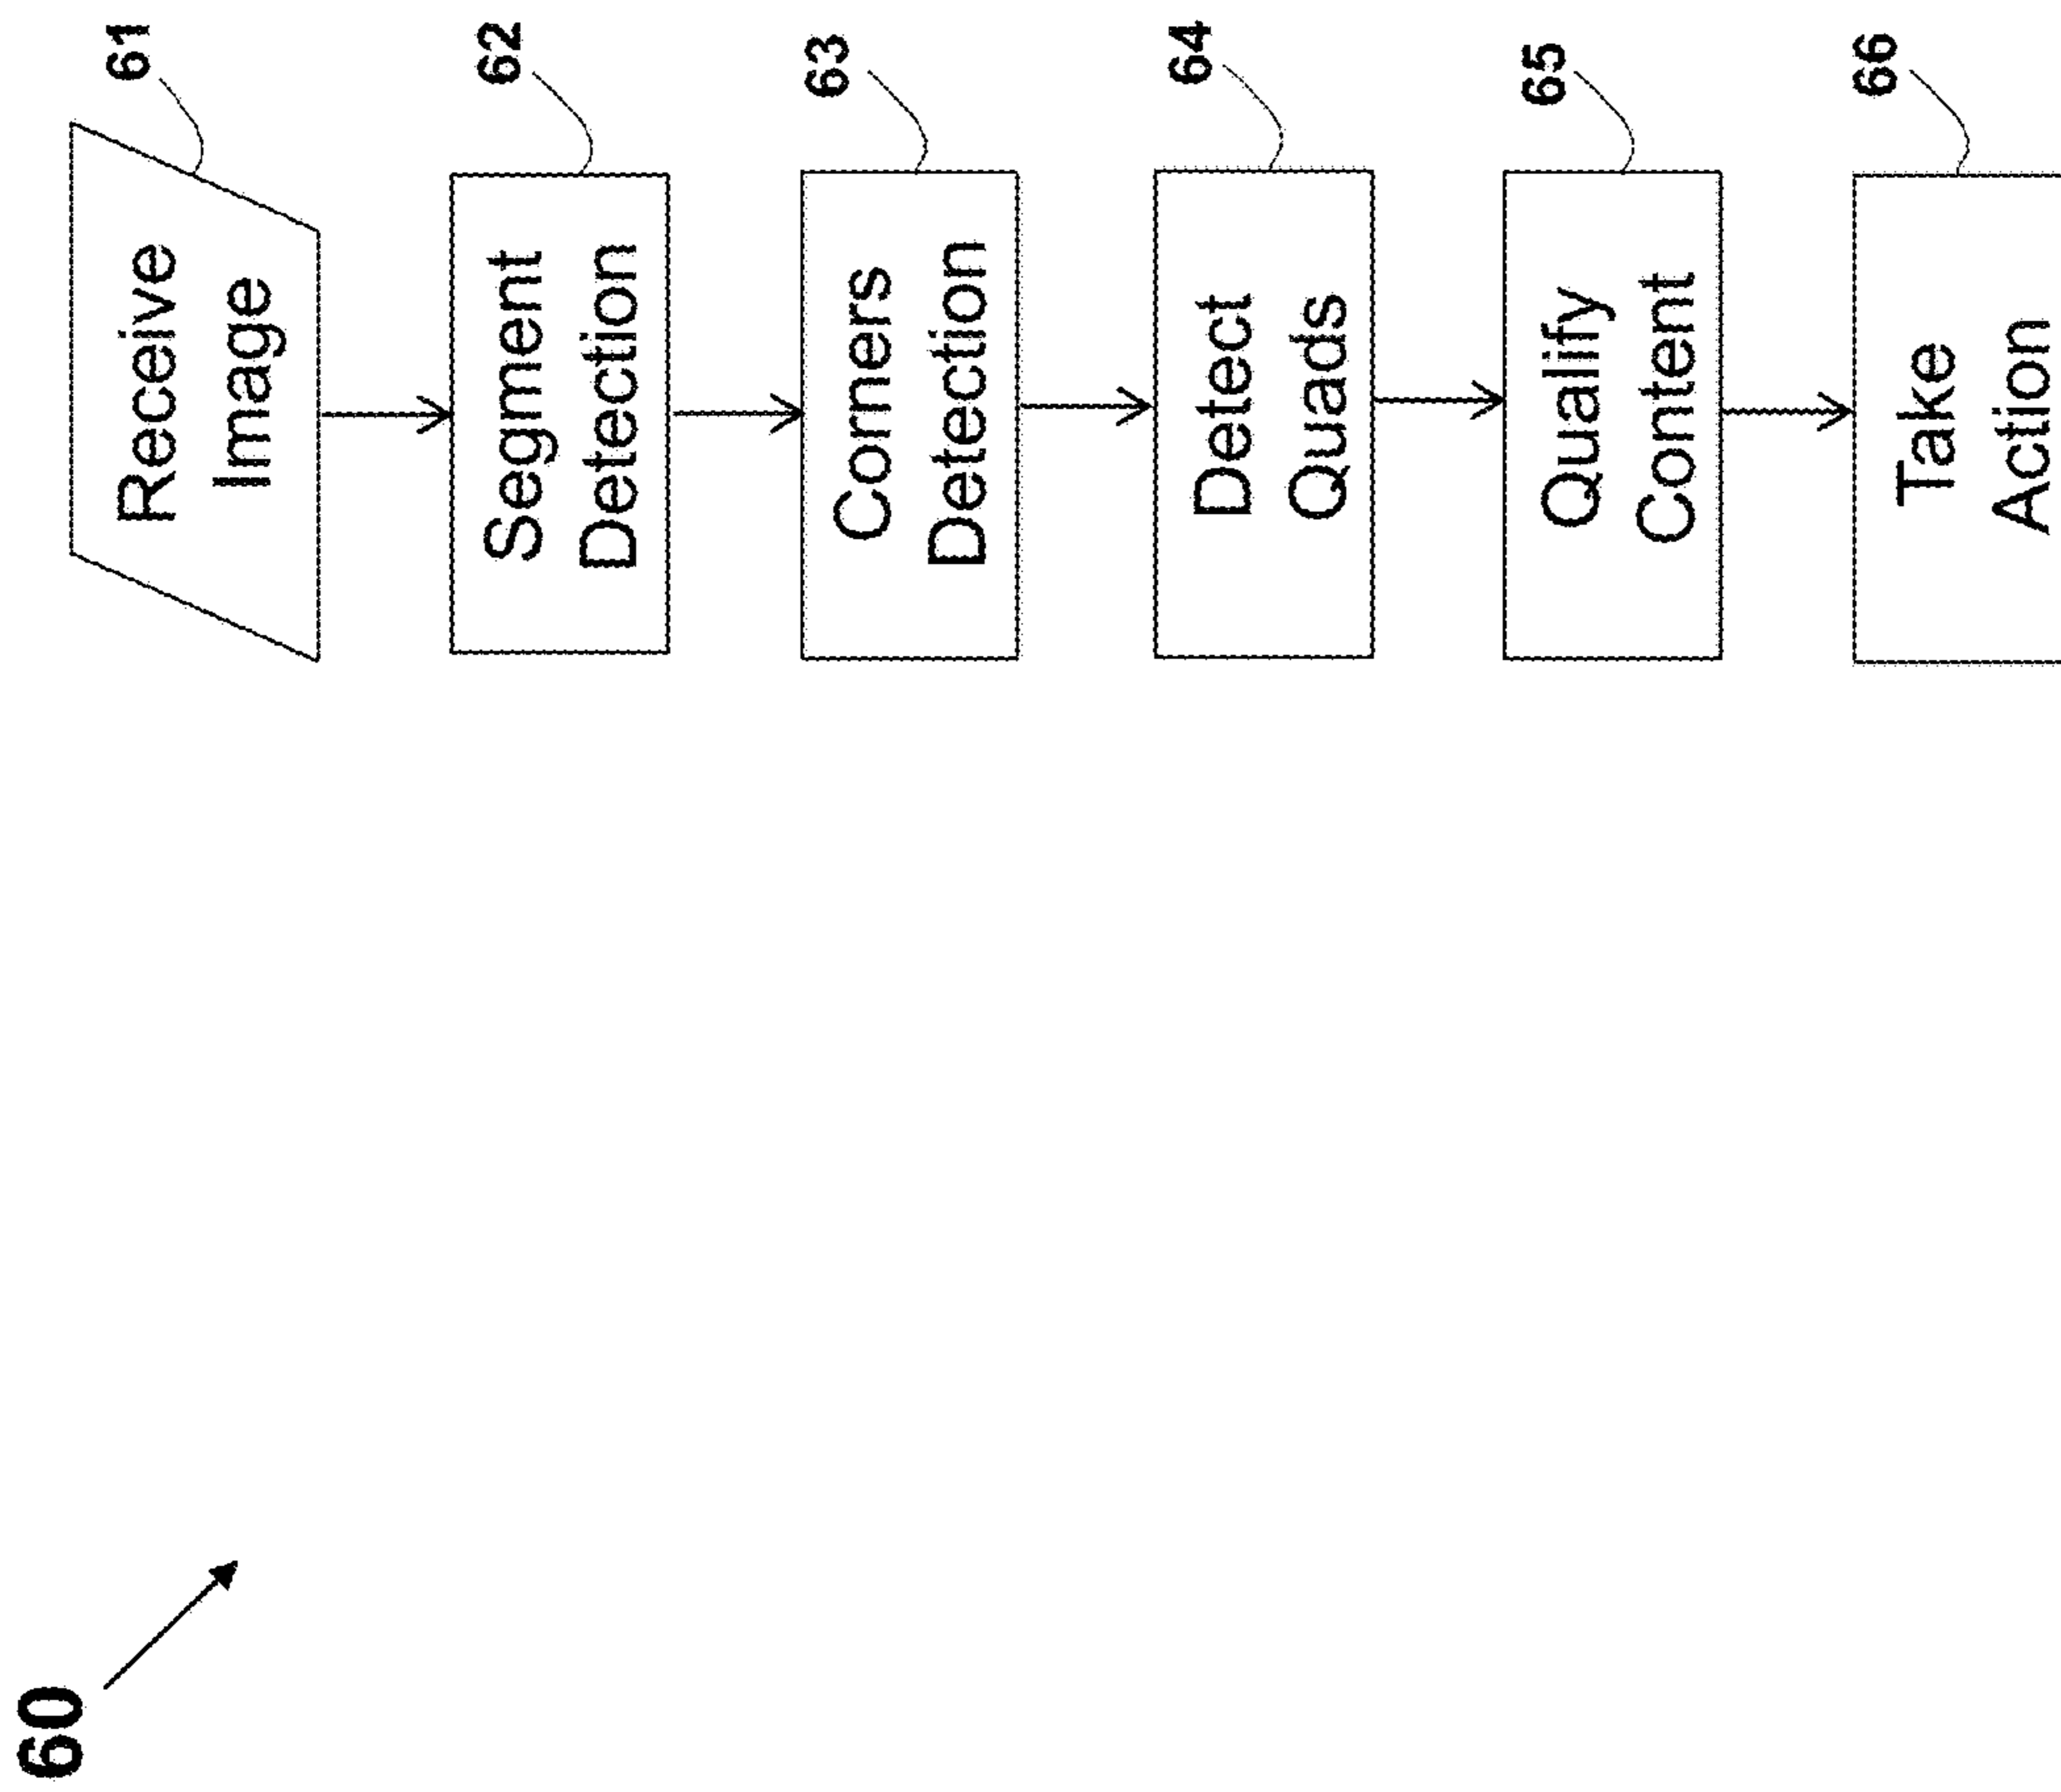 60
61
Receive
Image
62
Segment
Detection
63
Corners
Detection
64
Detect
Quads
65
Qualify
Content
66
Take
Action